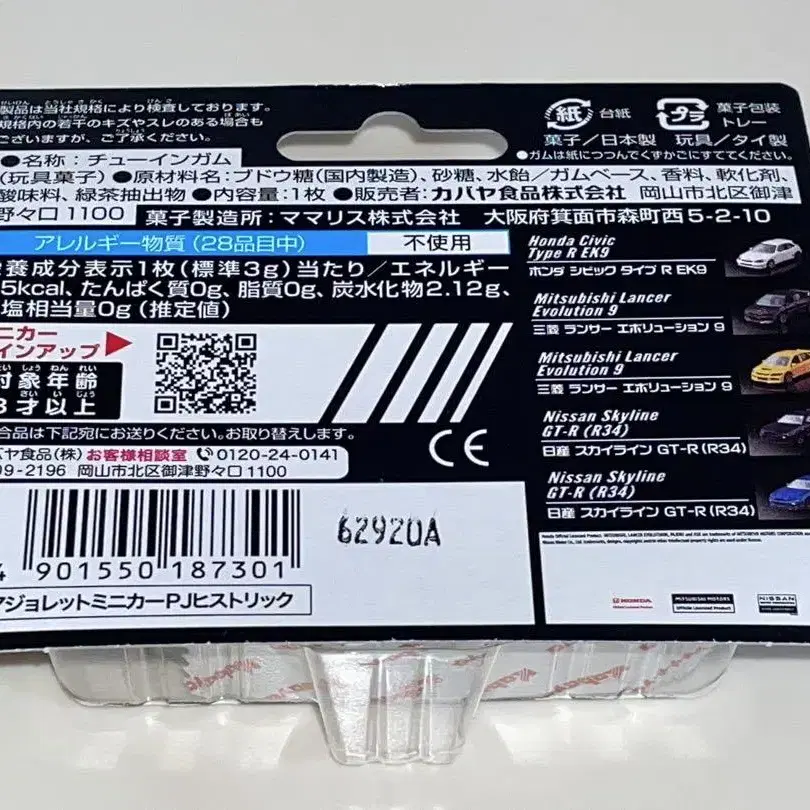 製品は当社規格により検査しております。
規格内の若干のキズやスレのある場合も
ございますが、ご了承ください。
紙 台紙
プラ 菓子包装 トレー
菓子／日本製 玩具／タイ製
●ガムは紙につつんでくずかごにすててください。
●名称：チューインガム
(玩具菓子)●原材料名：ブドウ糖(国内製造)、砂糖、水飴／ガムベース、香料、軟化剤、
酸味料、緑茶抽出物●内容量：1枚●販売者：カバヤ食品株式会社 岡山市北区御津
野々口1100 菓子製造所：ママリス株式会社 大阪府箕面市森町西5-2-10
アレルギー物質(28品目中) 不使用
養成分表示1枚(標準3g)当たり／エネルギー
5kcal、たんぱく質0g、脂質0g、炭水化物2.12g、
塩相当量0g(推定値)
ニカー
インアップ
対象年齢
3才以上
合品は下記宛にお送りください。お取り替えします。
バヤ食品(株)お客様相談室 0120-24-0141
99-2196 岡山市北区御津野々口1100
CE
62920A
4 901550 187301
マジョレットミニカーPJヒストリック
Honda Civic
Type R EK9
ホンダ シビック タイプ R EK9
Mitsubishi Lancer
Evolution 9
三菱 ランサー エボリューション 9
Mitsubishi Lancer
Evolution 9
三菱 ランサー エボリューション 9
Nissan Skyline
GT-R (R34)
日産 スカイライン GT-R (R34)
Nissan Skyline
GT-R (R34)
日産 スカイライン GT-R (R34)
HONDA
Official Licensed Product
MITSUBISHI MOTORS
Official Licensed Product
NISSAN